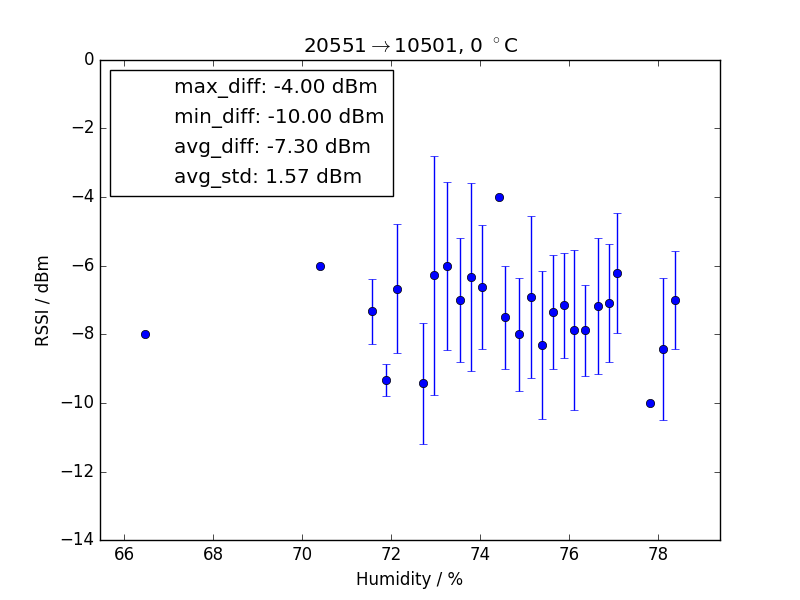 20551→10501, 0 °C
0
−2
−4
−6
−8
−10
−12
−14
RSSI / dBm
max_diff: -4.00 dBm
min_diff: -10.00 dBm
avg_diff: -7.30 dBm
avg_std: 1.57 dBm
66 68 70 72 74 76 78
Humidity / %